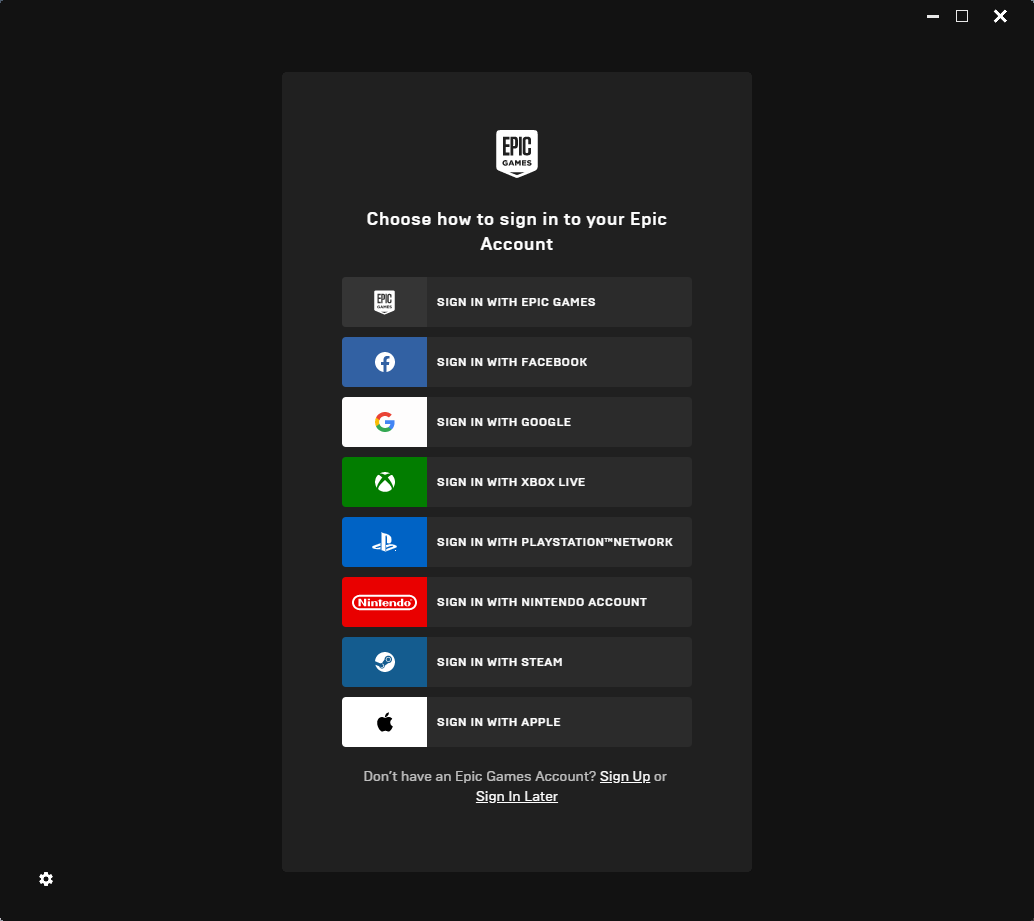 EPIC
GAMES
Choose how to sign in to your Epic
Account
EPIC
GAMES
SIGN IN WITH EPIC GAMES
SIGN IN WITH FACEBOOK
SIGN IN WITH GOOGLE
SIGN IN WITH XBOX LIVE
SIGN IN WITH PLAYSTATION™NETWORK
Nintendo
SIGN IN WITH NINTENDO ACCOUNT
SIGN IN WITH STEAM
SIGN IN WITH APPLE
Don’t have an Epic Games Account? Sign Up or
Sign In Later